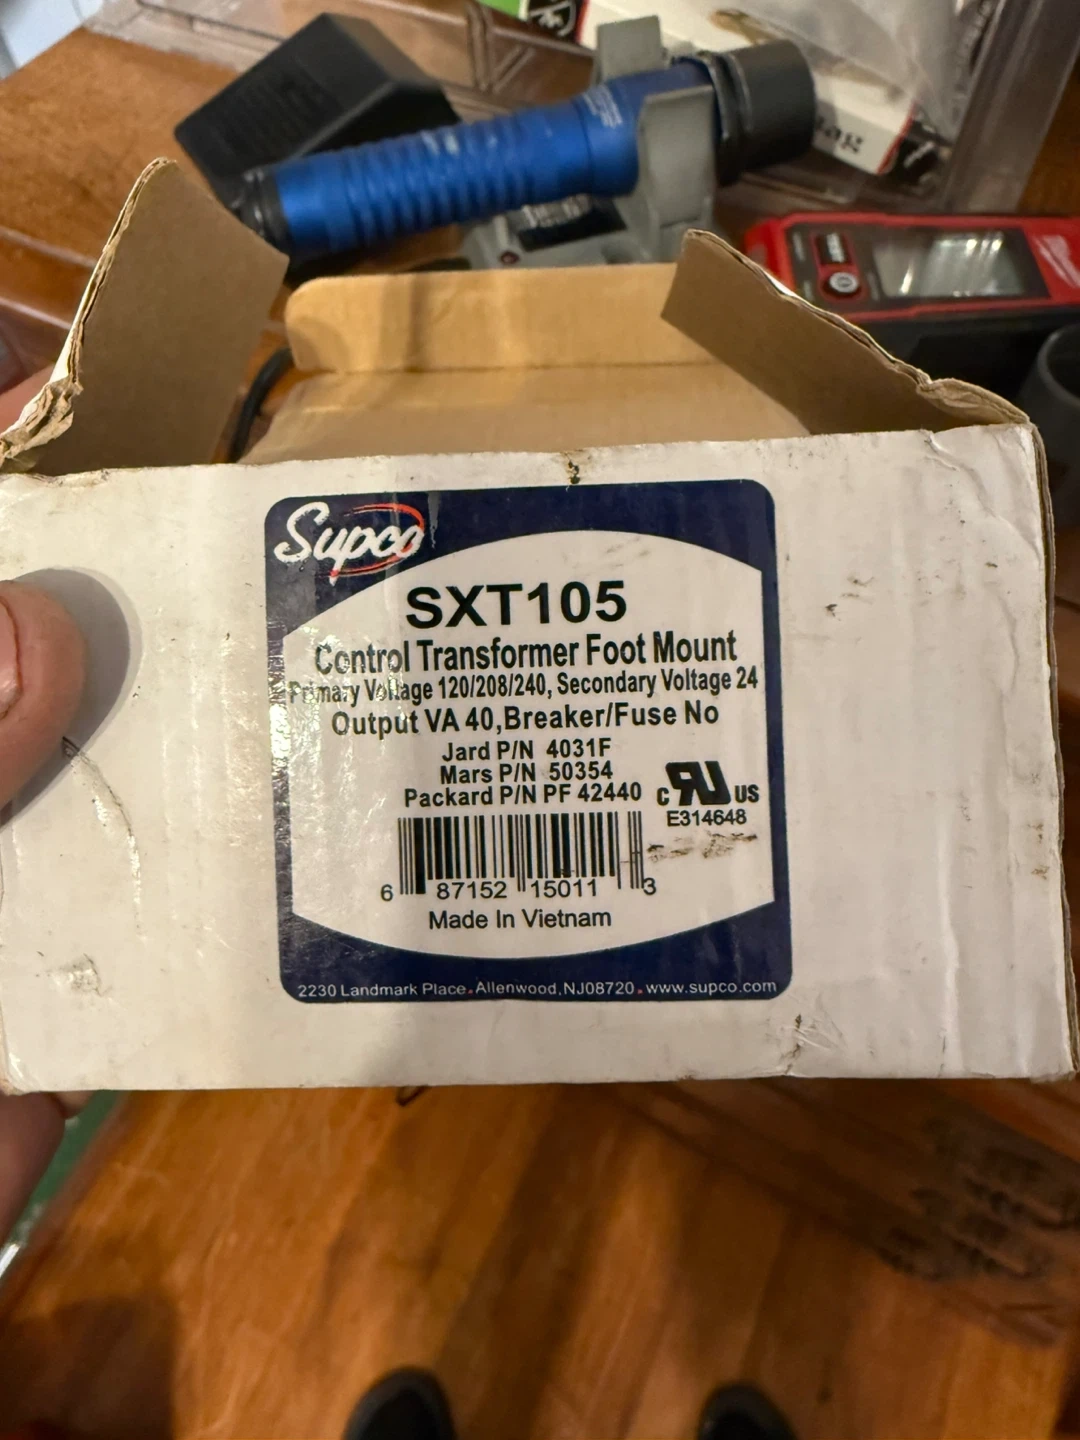 Supco
SXT105
Control Transformer Foot Mount
Primary Voltage 120/208/240, Secondary Voltage 24
Output VA 40,Breaker/Fuse No
Jard P/N 4031F
Mars P/N 50354
Packard P/N PF 42440
c RU US
E314648
6 87152 15011 3
Made In Vietnam
2230 Landmark Place. Allenwood, NJ08720. www.supco.com